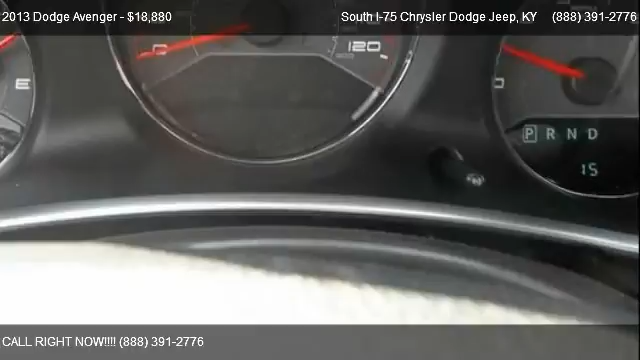 2013 Dodge Avenger - $18,880 South I-75 Chrysler Dodge Jeep, KY (888) 391-2776
120
E
P R N D
15
CALL RIGHT NOW!!!! (888) 391-2776